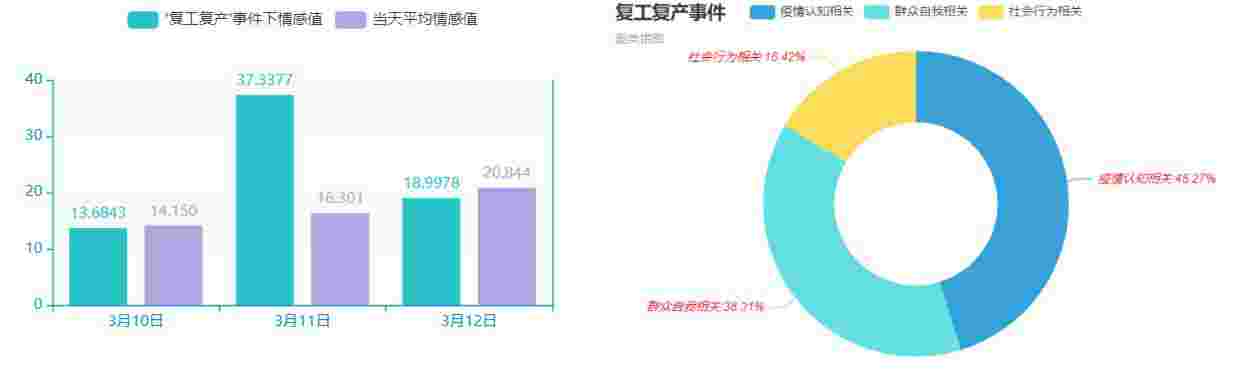 "复工复产"事件下情感值 当天平均情感值
40
30
20
10
0
13.6843
14.150
37.3377
16.301
18.9978
20.844
3月10日 3月11日 3月12日
复工复产事件
疫情认知相关 群众自我相关 社会行为相关
社会行为相关:16.42%
疫情认知相关:45.27%
群众自我相关:38.31%